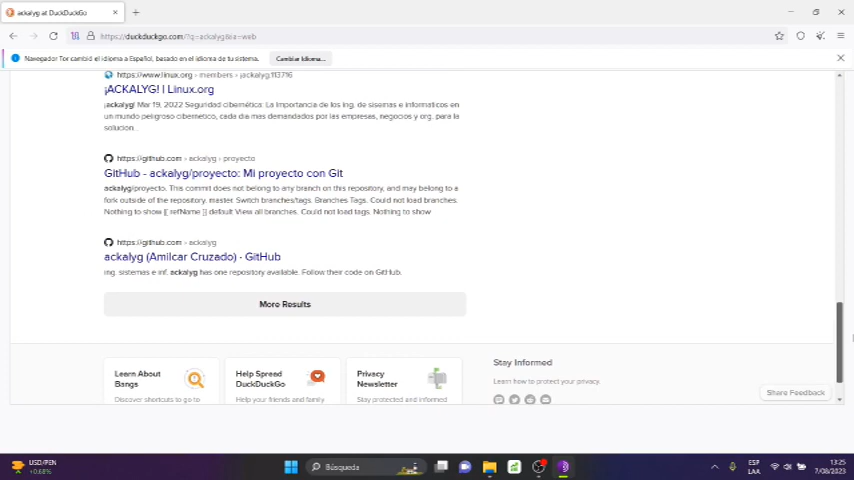 ackalyg at DuckDuckGo
https://duckduckgo.com/?q=ackalyg&ia=web
Navegador Tor cambió el idioma a Español, basado en el idioma de tu sistema.
Cambiar Idioma...
https://www.linux.org › members › ¡ackalyg.113716
¡ACKALYG! | Linux.org
¡ackalyg! Mar 19, 2022 Seguridad cibernética: La Importancia de los ing. de sisemas e informaticos en
un mundo peligroso cibernético, cada dia mas demandados por las empresas, negocios y org. para la
solucion...
https://github.com › ackalyg › proyecto
GitHub - ackalyg/proyecto: Mi proyecto con Git
ackalyg/proyecto. This commit does not belong to any branch on this repository, and may belong to a
fork outside of the repository. master. Switch branches/tags. Branches Tags. Could not load branches.
Nothing to show {{ refName }} default View all branches. Could not load tags. Nothing to show
https://github.com › ackalyg
ackalyg (Amilcar Cruzado) · GitHub
ing. sistemas e inf. ackalyg has one repository available. Follow their code on GitHub.
More Results
Learn About
Bangs
Discover shortcuts to go to
Help Spread
DuckDuckGo
Help your friends and family
Privacy
Newsletter
Stay protected and informed
Stay Informed
Learn how to protect your privacy.
Share Feedback
USD/PEN
+0.68%
Búsqueda
ESP
LAA
13:25
7/08/2023